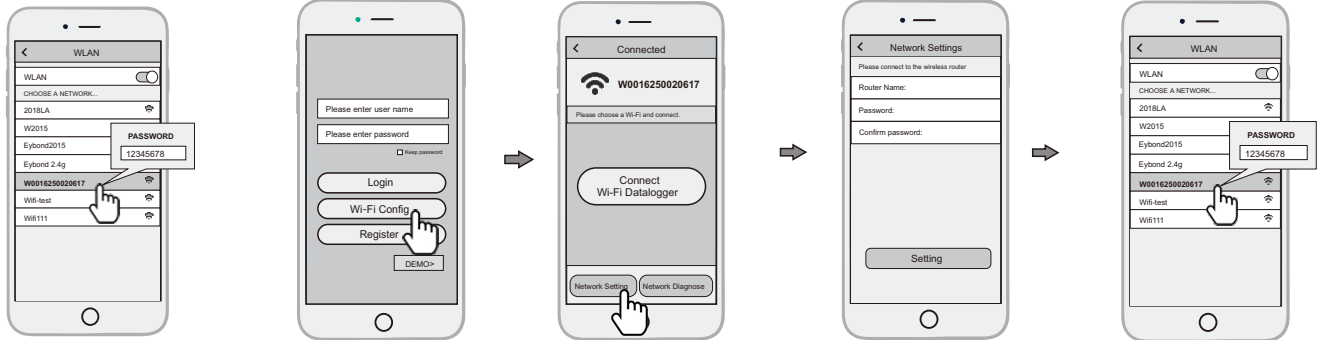 WLAN
WLAN
CHOOSE A NETWORK...
2018LA
W2015
Eybond2015
Eybond 2.4g
W0016250020617
Wifi-test
Wifi111
PASSWORD
12345678
Please enter user name
Please enter password
Keep password
Login
Wi-Fi Config
Register
DEMO>
Connected
W0016250020617
Please choose a Wi-Fi and connect.
Connect
Wi-Fi Datalogger
Network Setting
Network Diagnose
Network Settings
Please connect to the wireless router
Router Name:
Password:
Confirm password:
Setting
WLAN
WLAN
CHOOSE A NETWORK...
2018LA
W2015
Eybond2015
Eybond 2.4g
W0016250020617
Wifi-test
Wifi111
PASSWORD
12345678